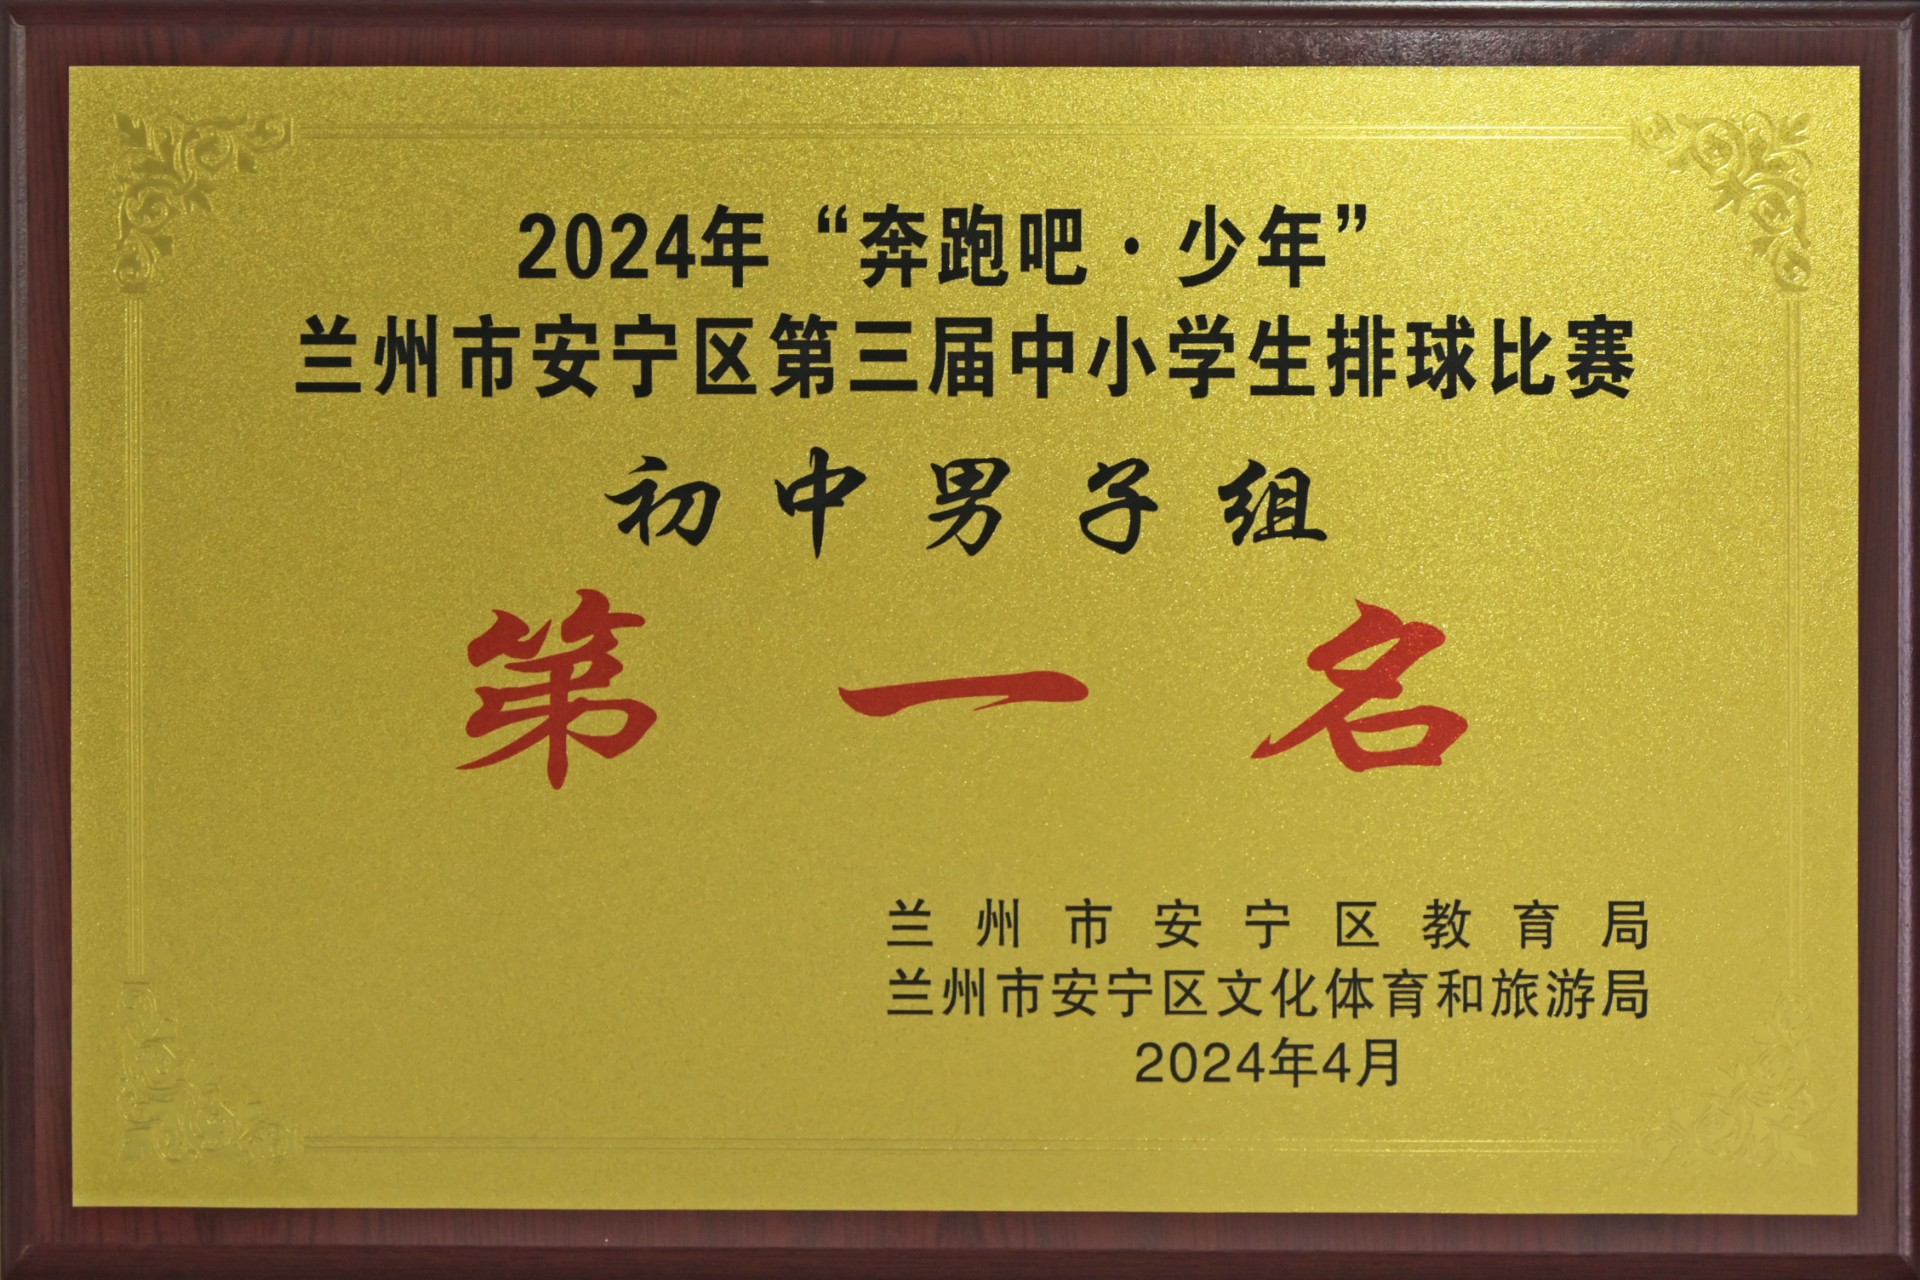 2024年“奔跑吧·少年”
兰州市安宁区第三届中小学生排球比赛
初中男子组
第一名
兰州市安宁区教育局
兰州市安宁区文化体育和旅游局
2024年4月